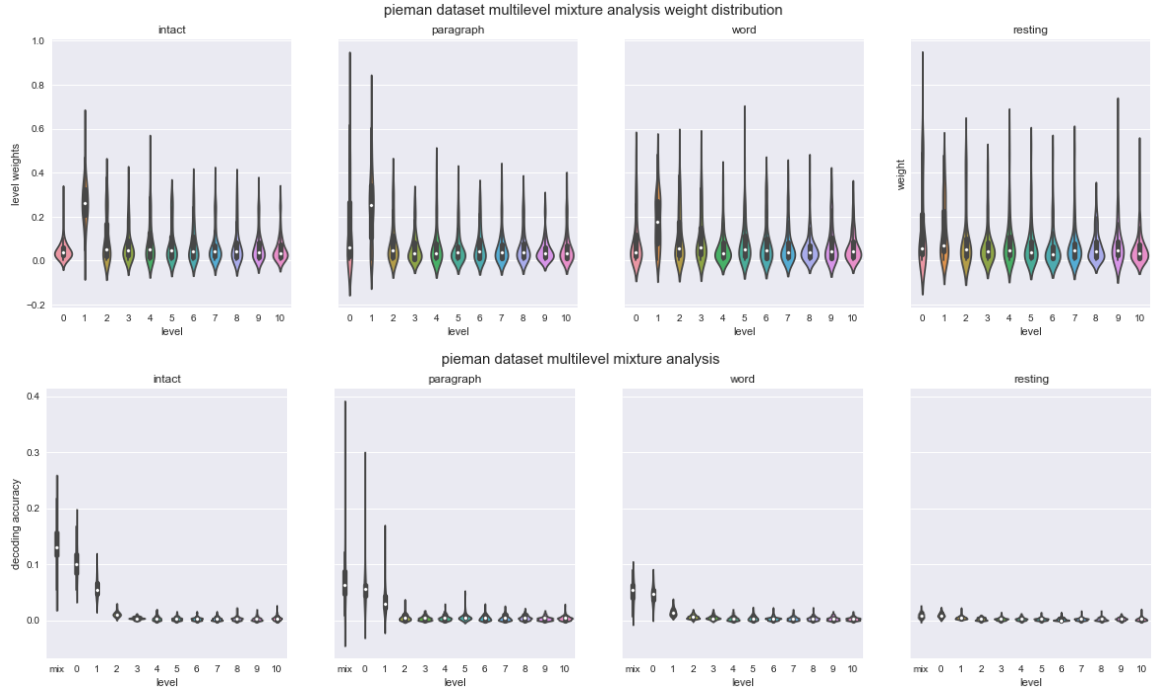 pieman dataset multilevel mixture analysis weight distribution
intact paragraph word resting
1.0
0.8
0.6
0.4
0.2
0.0
−0.2
level weights
weight
0 1 2 3 4 5 6 7 8 9 10 0 1 2 3 4 5 6 7 8 9 10 0 1 2 3 4 5 6 7 8 9 10 0 1 2 3 4 5 6 7 8 9 10
level level level level
pieman dataset multilevel mixture analysis
intact paragraph word resting
0.4
0.3
0.2
0.1
0.0
decoding accuracy
mix 0 1 2 3 4 5 6 7 8 9 10 mix 0 1 2 3 4 5 6 7 8 9 10 mix 0 1 2 3 4 5 6 7 8 9 10 mix 0 1 2 3 4 5 6 7 8 9 10
level level level level